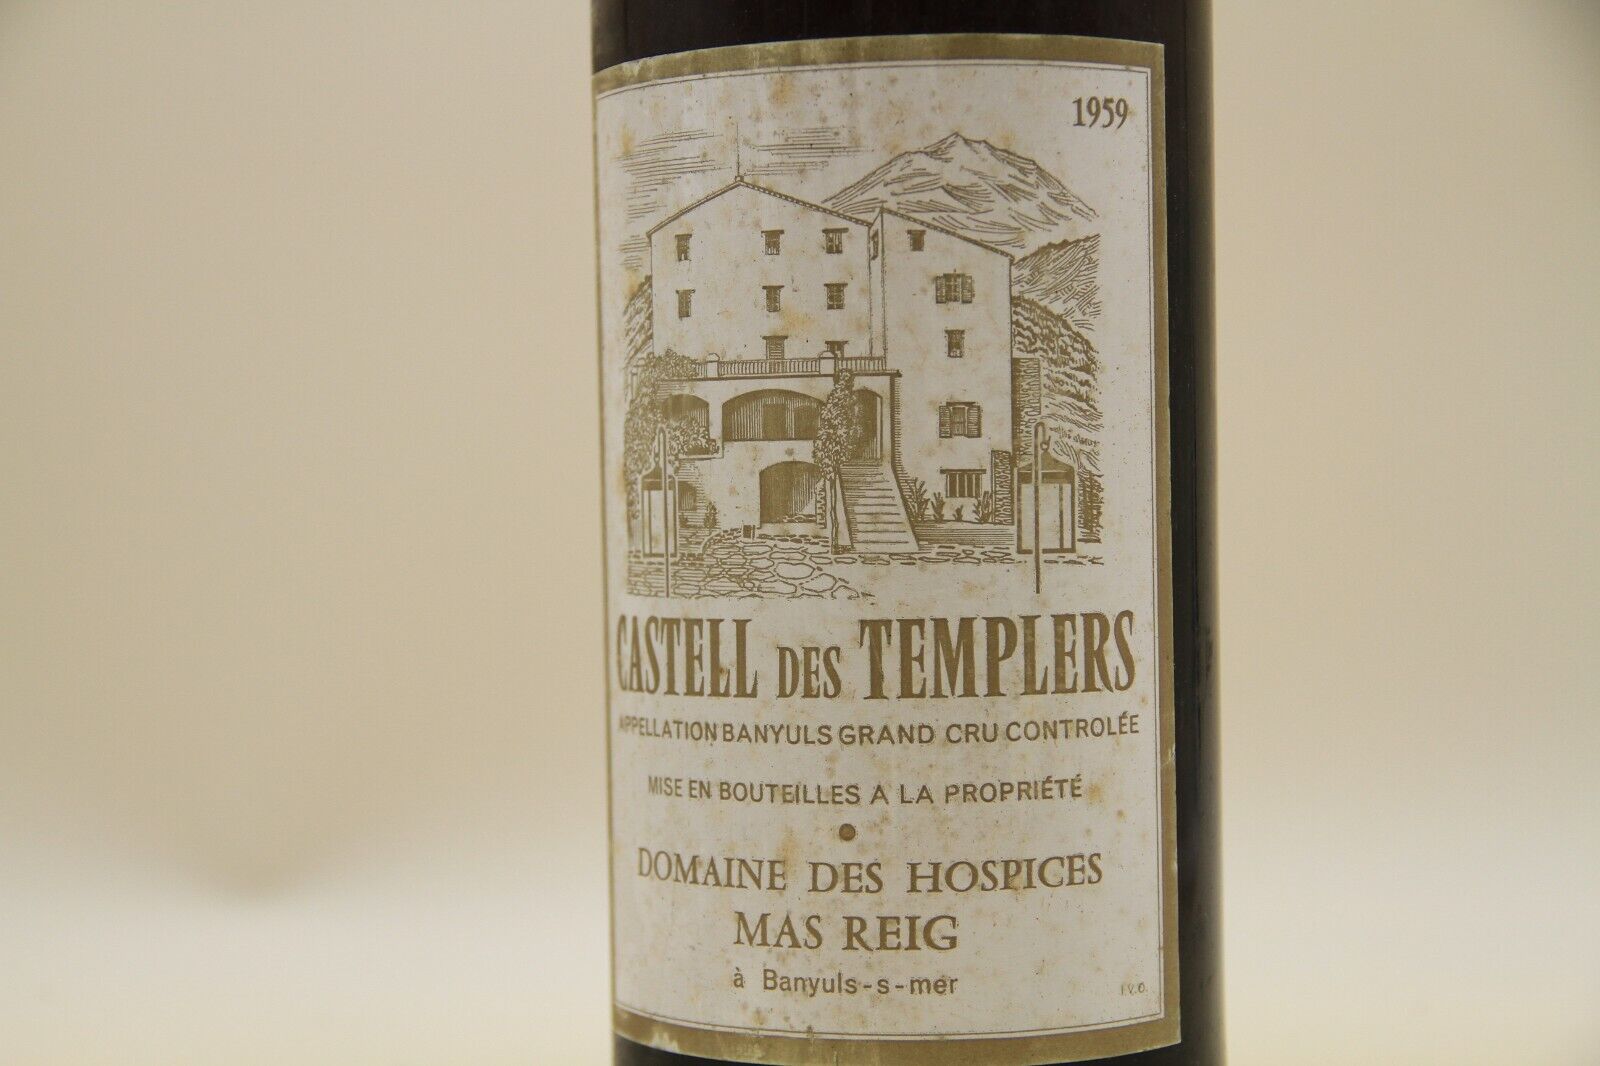 1959
CASTELL DES TEMPLERS
APPELLATION BANYULS GRAND CRU CONTROLÉE
MISE EN BOUTEILLES A LA PROPRIÉTÉ
DOMAINE DES HOSPICES
MAS REIG
à Banyuls-s-mer
I.V.O.